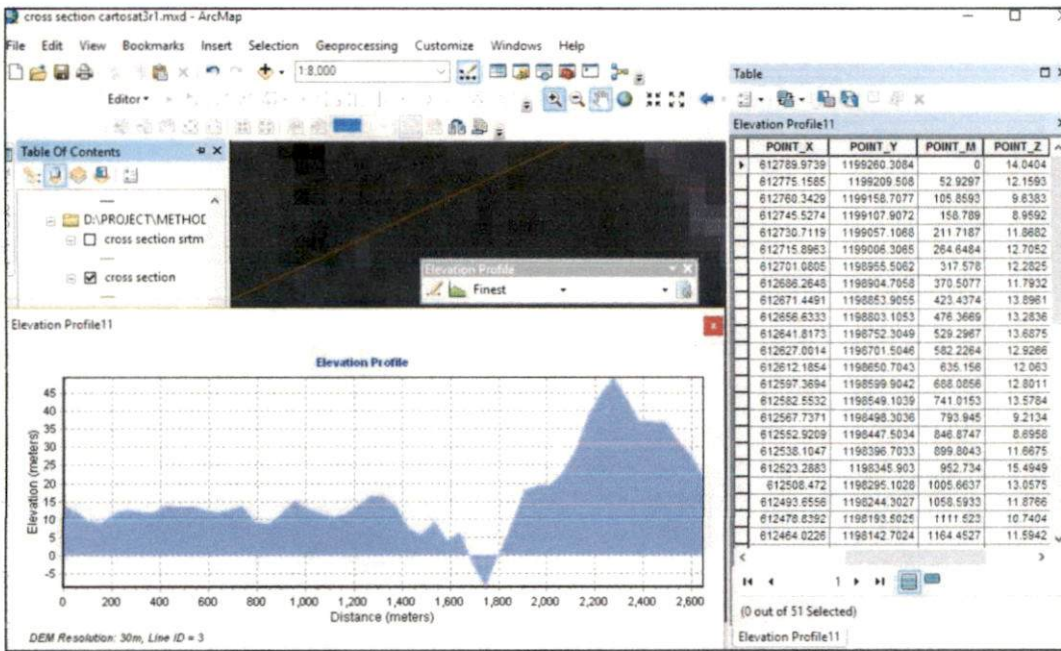 cross section cartosat3r1.mxd - ArcMap
File Edit View Bookmarks Insert Selection Geoprocessing Customize Windows Help
1:8,000
Editor
Table Of Contents
D:\PROJECT\METHOD
cross section srtm
cross section
Elevation Profile
Finest
Elevation Profile11
Elevation Profile
Elevation (meters)
45
40
35
30
25
20
15
10
5
0
-5
0 200 400 600 800 1,000 1,200 1,400 1,600 1,800 2,000 2,200 2,400 2,600
Distance (meters)
DEM Resolution: 30m, Line ID = 3
Table
Elevation Profile11
POINT_X POINT_Y POINT_M POINT_Z
612789.9739 1199260.3084 0 14.0404
612775.1585 1199209.508 52.9297 12.1593
612760.3429 1199158.7077 105.8593 9.6383
612745.5274 1199107.9072 158.789 8.9592
612730.7119 1199057.1068 211.7187 11.8682
612715.8963 1199006.3065 264.6484 12.7052
612701.0805 1198955.5062 317.578 12.2825
612686.2648 1198904.7058 370.5077 11.7932
612671.4491 1198853.9055 423.4374 13.8961
612656.6333 1198803.1053 476.3669 13.2836
612641.8173 1198752.3049 529.2967 13.6875
612627.0014 1198701.5046 582.2264 12.9266
612612.1854 1198650.7043 635.156 12.063
612597.3694 1198599.9042 688.0856 12.8011
612582.5532 1198549.1039 741.0153 13.5784
612567.7371 1198498.3036 793.945 9.2134
612552.9209 1198447.5034 846.8747 8.6958
612538.1047 1198396.7033 899.8043 11.6675
612523.2883 1198345.903 952.734 15.4949
612508.472 1198295.1028 1005.6637 13.0575
612493.6556 1198244.3027 1058.5933 11.8766
612478.8392 1198193.5025 1111.523 10.7404
612464.0226 1198142.7024 1164.4527 11.5942
1
(0 out of 51 Selected)
Elevation Profile11